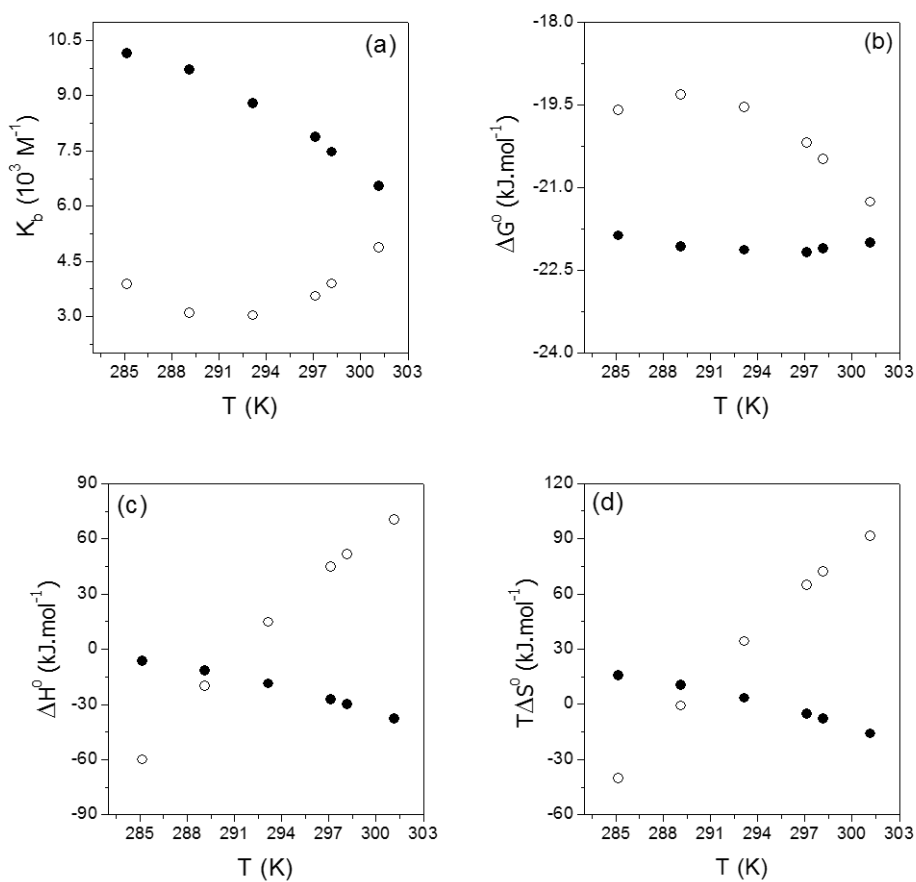 (a)
K_b (10^3 M^-1)
10.5
9.0
7.5
6.0
4.5
3.0
285 288 291 294 297 300 303
T (K)
(b)
ΔG^0 (kJ.mol^-1)
-18.0
-19.5
-21.0
-22.5
-24.0
285 288 291 294 297 300 303
T (K)
(c)
ΔH^0 (kJ.mol^-1)
90
60
30
0
-30
-60
-90
285 288 291 294 297 300 303
T (K)
(d)
TΔS^0 (kJ.mol^-1)
120
90
60
30
0
-30
-60
285 288 291 294 297 300 303
T (K)